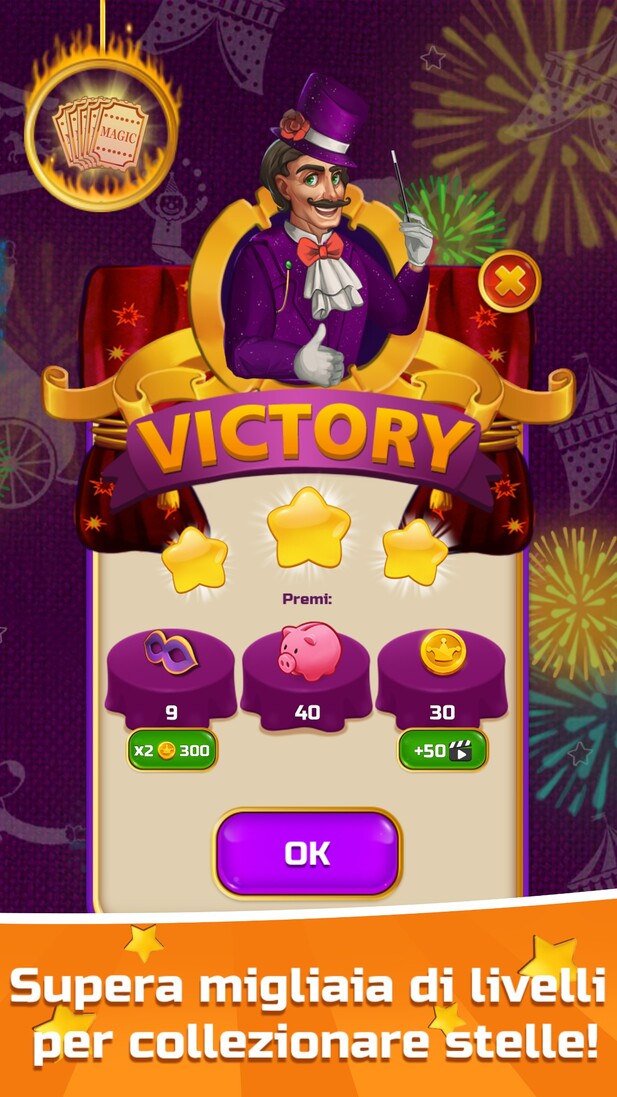 MAGIC
VICTORY
Premi:
9 40 30
x2 300 +50
OK
Supera migliaia di livelli
per collezionare stelle!